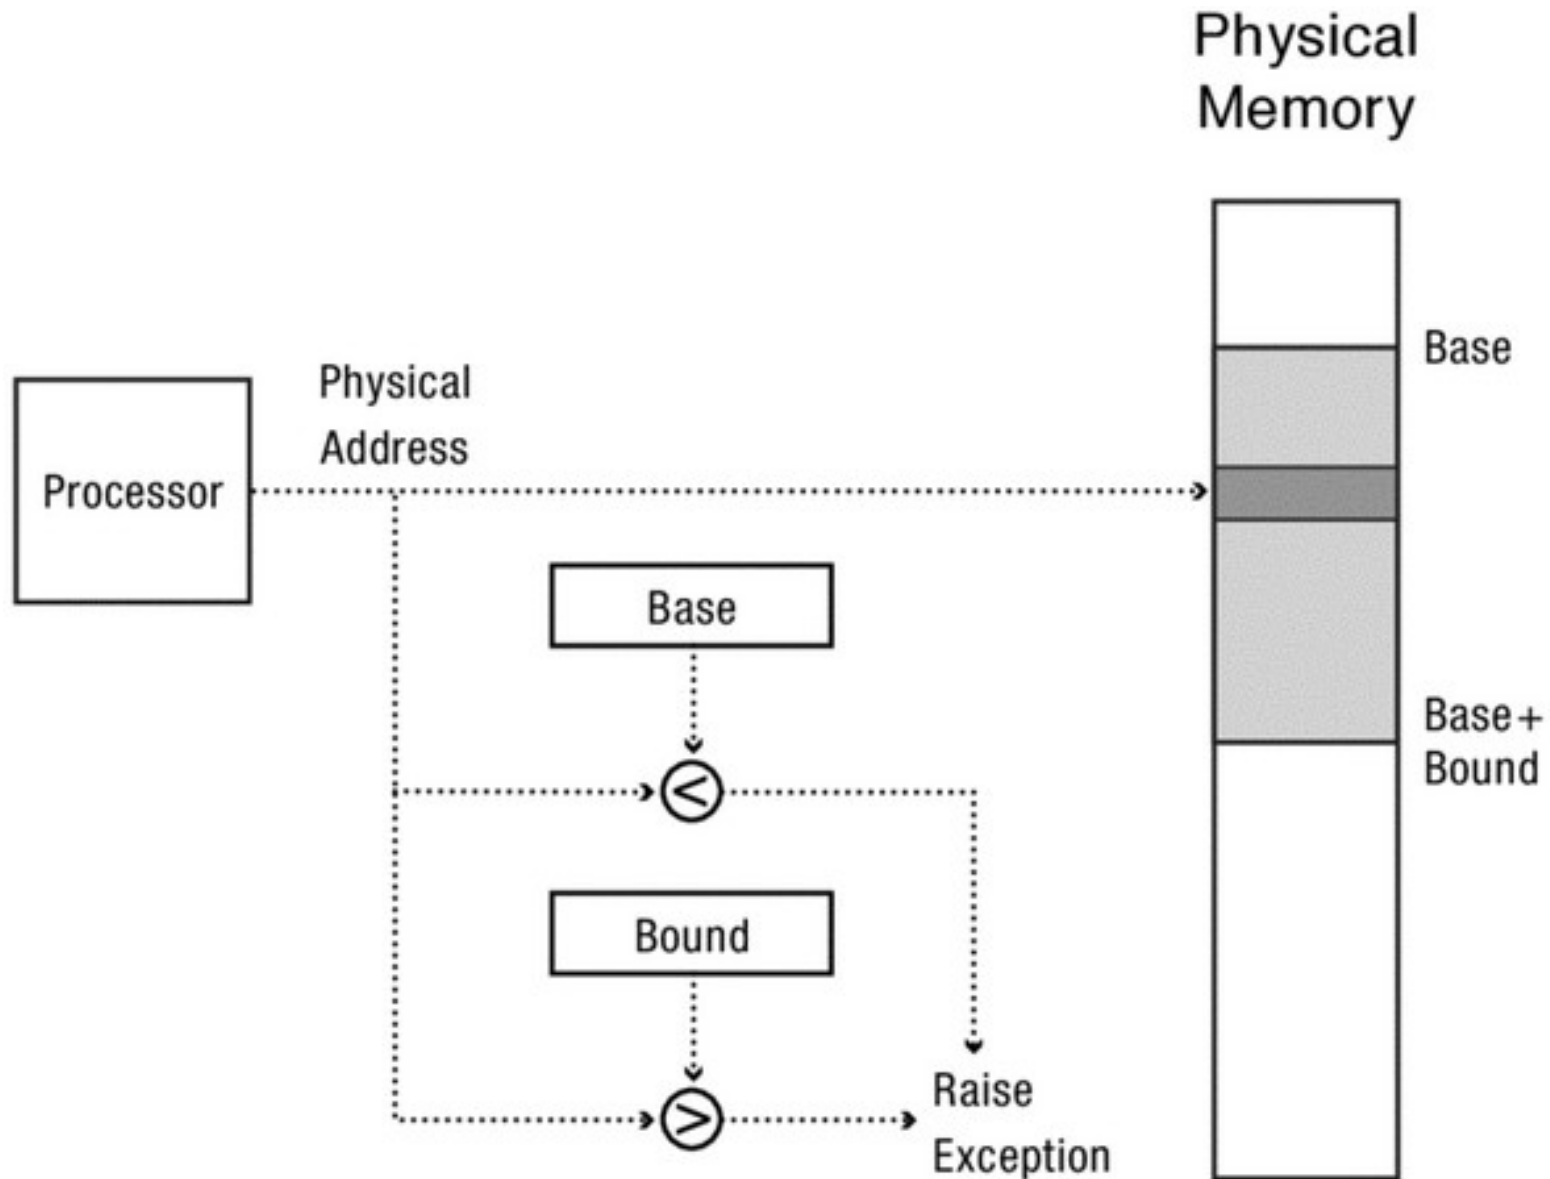 Physical
Memory
Base
Physical
Address
Processor
Base
Base+
Bound
<
Bound
Raise
>
Exception